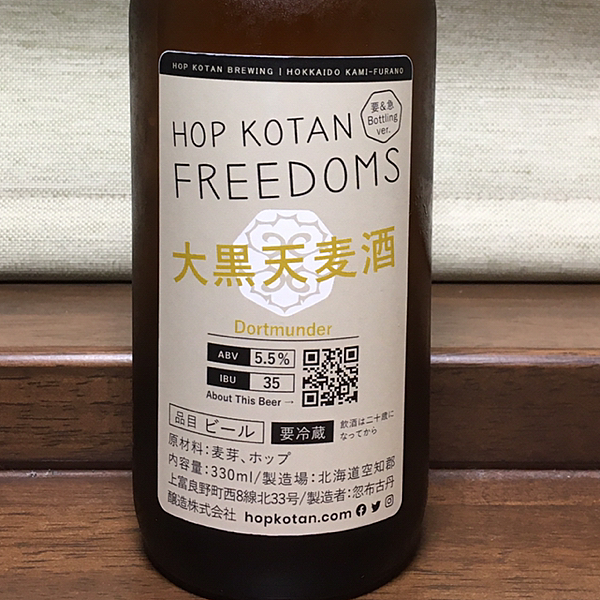 HOP KOTAN BREWING | HOKKAIDO KAMI-FURANO
要&急
Bottling
ver.
HOP KOTAN
FREEDOMS
大黒天麦酒
Dortmunder
ABV 5.5%
IBU 35
About This Beer →
品目 ビール 要冷蔵
飲酒は二十歳に
なってから
原材料:麦芽、ホップ
内容量:330ml/製造場:北海道空知郡
上富良野町西8線北33号/製造者:忽布古丹
醸造株式会社 hopkotan.com